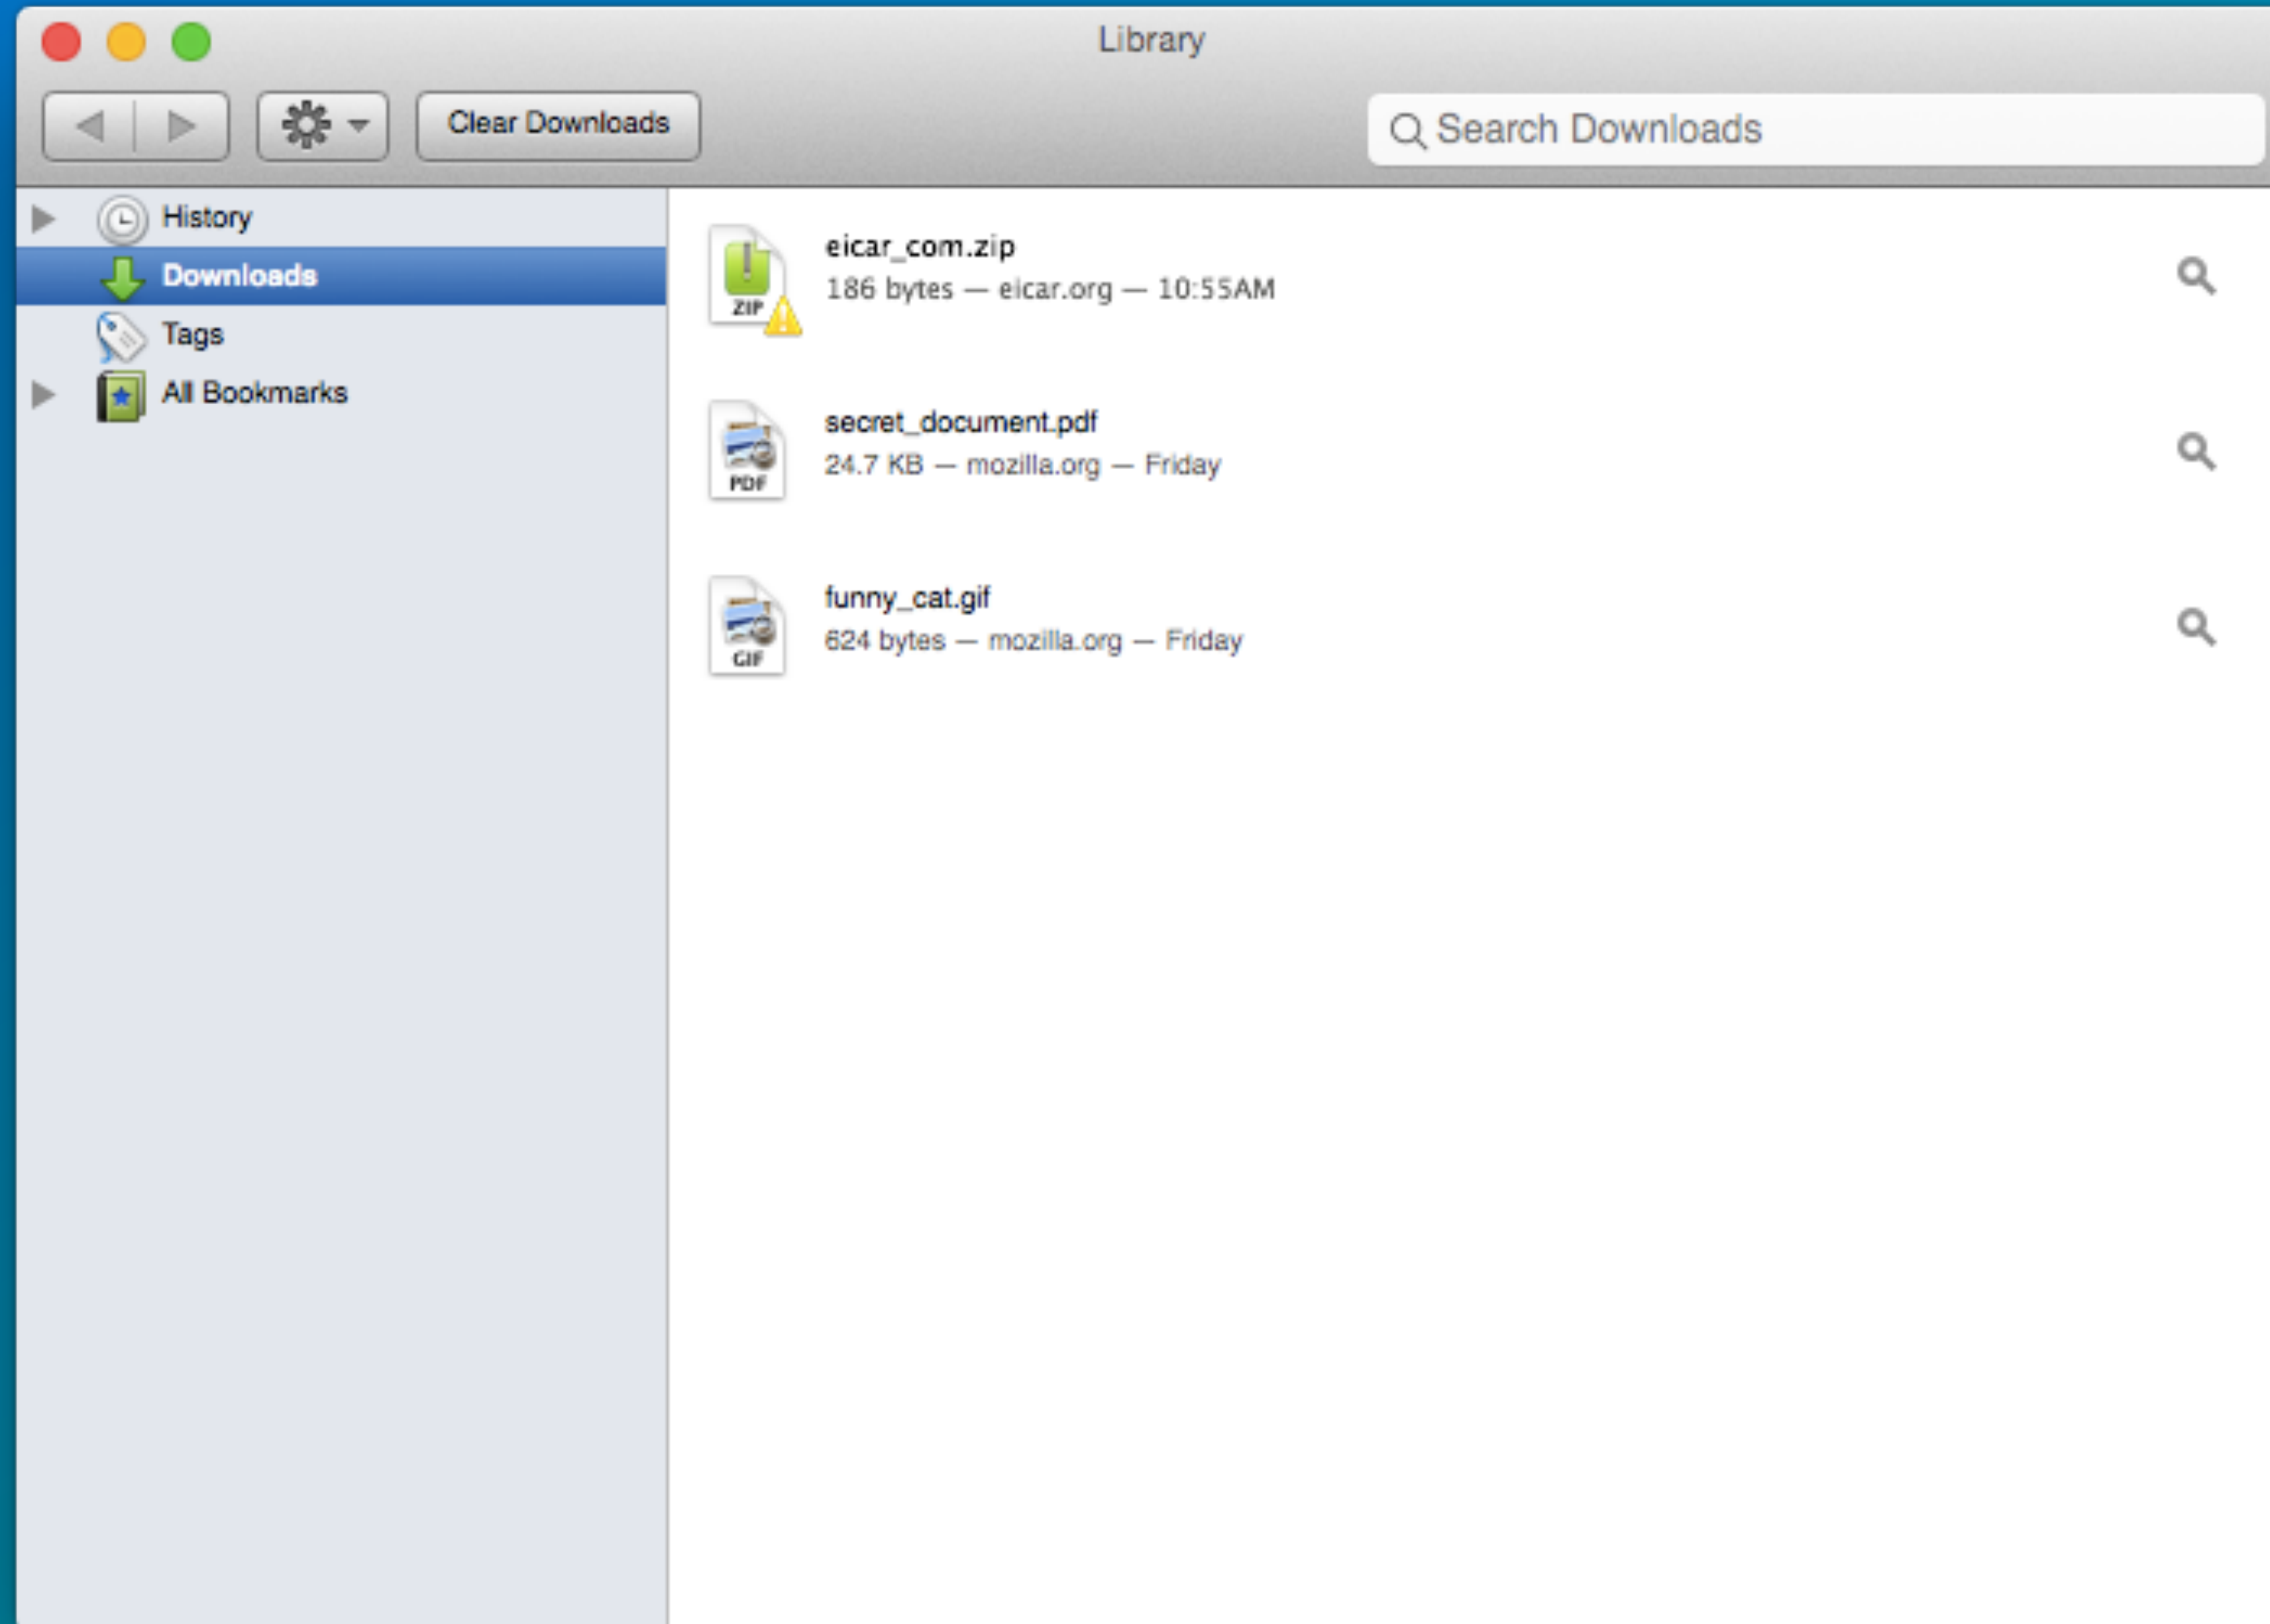 Library
Clear Downloads
Search Downloads
History
Downloads
Tags
All Bookmarks
ZIP
eicar_com.zip
186 bytes — eicar.org — 10:55AM
PDF
secret_document.pdf
24.7 KB — mozilla.org — Friday
GIF
funny_cat.gif
624 bytes — mozilla.org — Friday